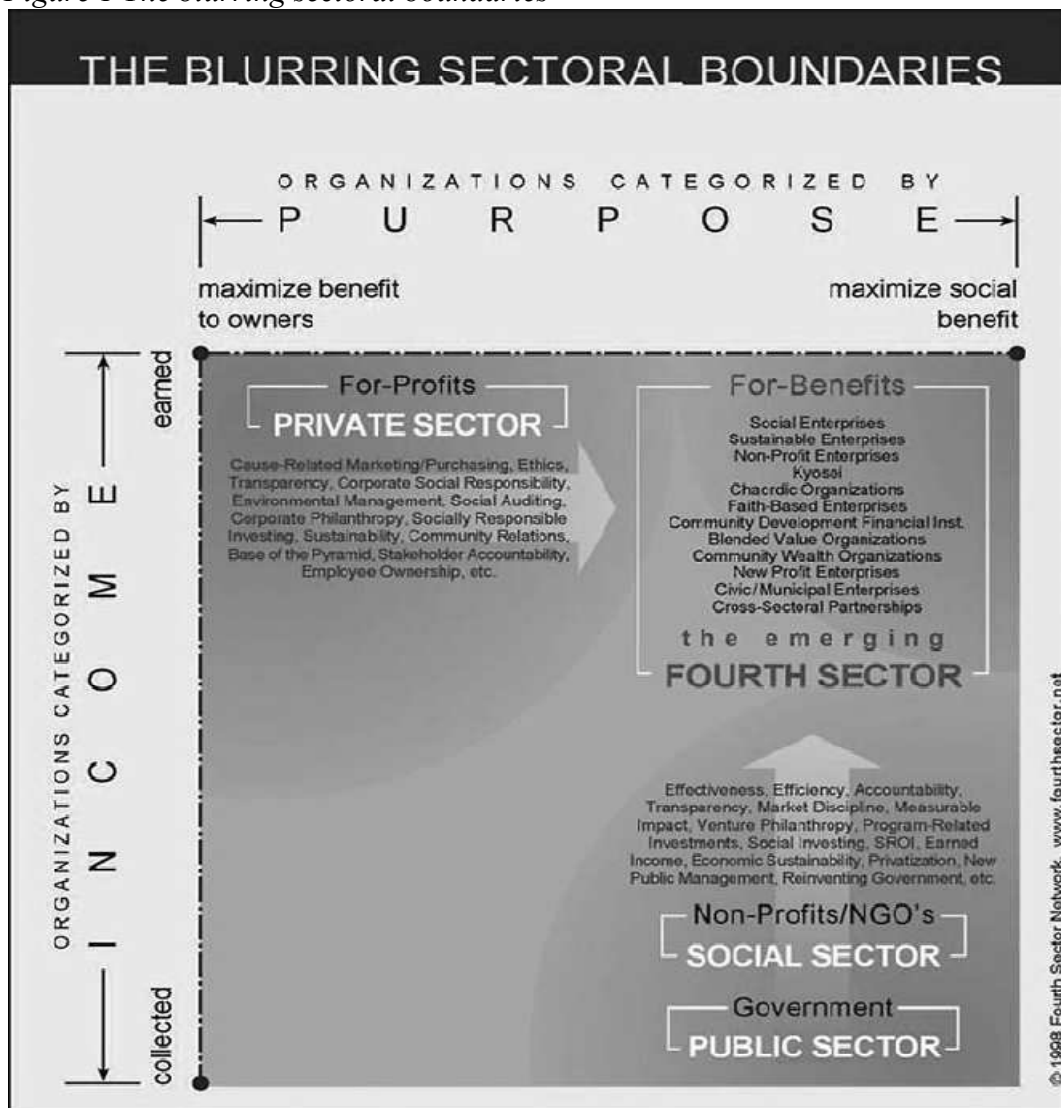 Figure 1 The blurring sectoral boundaries
THE BLURRING SECTORAL BOUNDARIES
ORGANIZATIONS CATEGORIZED BY
PURPOSE
maximize benefit
to owners
maximize social
benefit
ORGANIZATIONS CATEGORIZED BY
INCOME
earned
collected
For-Profits
PRIVATE SECTOR
Cause-Related Marketing/Purchasing, Ethics,
Transparency, Corporate Social Responsibility,
Environmental Management, Social Auditing,
Corporate Philanthropy, Socially Responsible
Investing, Sustainability, Community Relations,
Base of the Pyramid, Stakeholder Accountability,
Employee Ownership, etc.
For-Benefits
Social Enterprises
Sustainable Enterprises
Non-Profit Enterprises
Kyosei
Chaordic Organizations
Faith-Based Enterprises
Community Development Financial Inst.
Blended Value Organizations
Community Wealth Organizations
New Profit Enterprises
Civic/Municipal Enterprises
Cross-Sectoral Partnerships
the emerging
FOURTH SECTOR
Effectiveness, Efficiency, Accountability,
Transparency, Market Discipline, Measurable
Impact, Venture Philanthropy, Program-Related
Investments, Social Investing, SROI, Earned
Income, Economic Sustainability, Privatization, New
Public Management, Reinventing Government, etc.
Non-Profits/NGO's
SOCIAL SECTOR
Government
PUBLIC SECTOR
© 1998 Fourth Sector Network, www.fourthsector.net